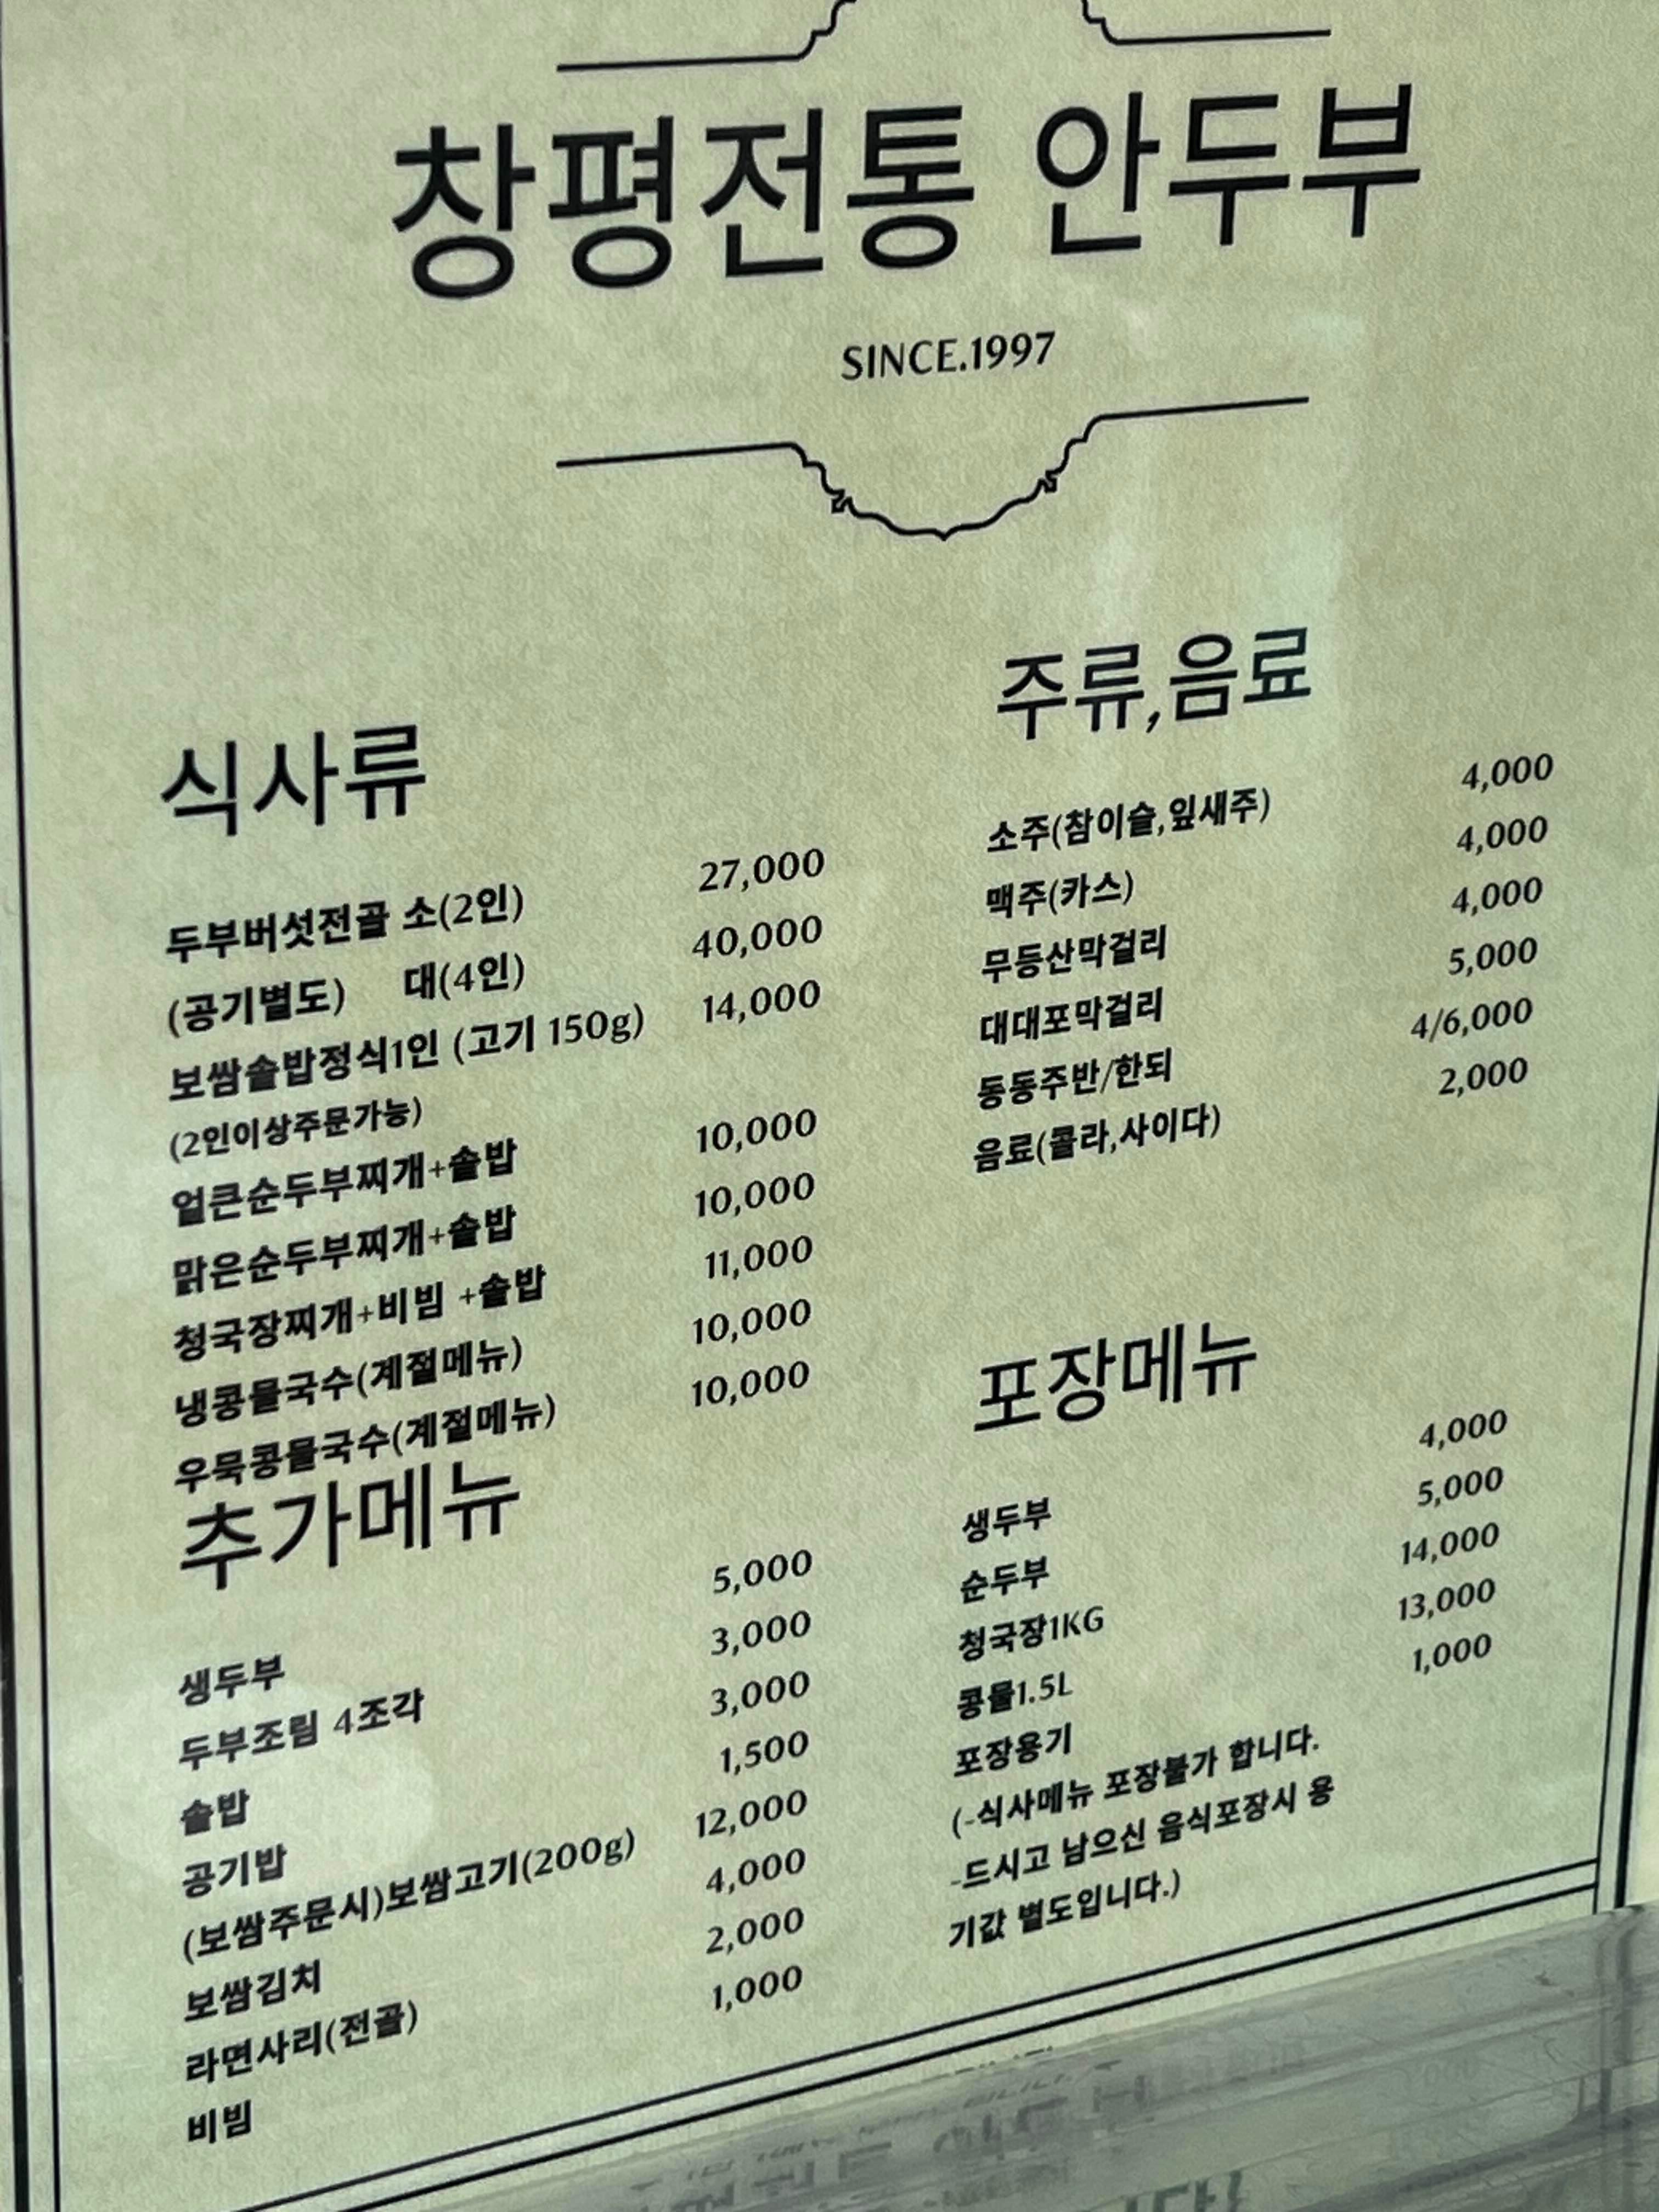 창평전통 안두부
SINCE.1997
식사류
두부버섯전골 소(2인) 27,000
(공기별도) 대(4인) 40,000
보쌈솥밥정식1인 (고기 150g) 14,000
(2인이상주문가능)
얼큰순두부찌개+솥밥 10,000
맑은순두부찌개+솥밥 10,000
청국장찌개+비빔 +솥밥 11,000
냉콩물국수(계절메뉴) 10,000
우묵콩물국수(계절메뉴) 10,000
추가메뉴
생두부 5,000
두부조림 4조각 3,000
솥밥 3,000
공기밥 1,500
(보쌈주문시)보쌈고기(200g) 12,000
보쌈김치 4,000
라면사리(전골) 2,000
비빔 1,000
주류,음료
소주(참이슬,잎새주) 4,000
맥주(카스) 4,000
무등산막걸리 4,000
대대포막걸리 5,000
동동주반/한되 4/6,000
음료(콜라,사이다) 2,000
포장메뉴
생두부 4,000
순두부 5,000
청국장1KG 14,000
콩물1.5L 13,000
포장용기 1,000
(-식사메뉴 포장불가 합니다.
-드시고 남으신 음식포장시 용
기값 별도입니다.)